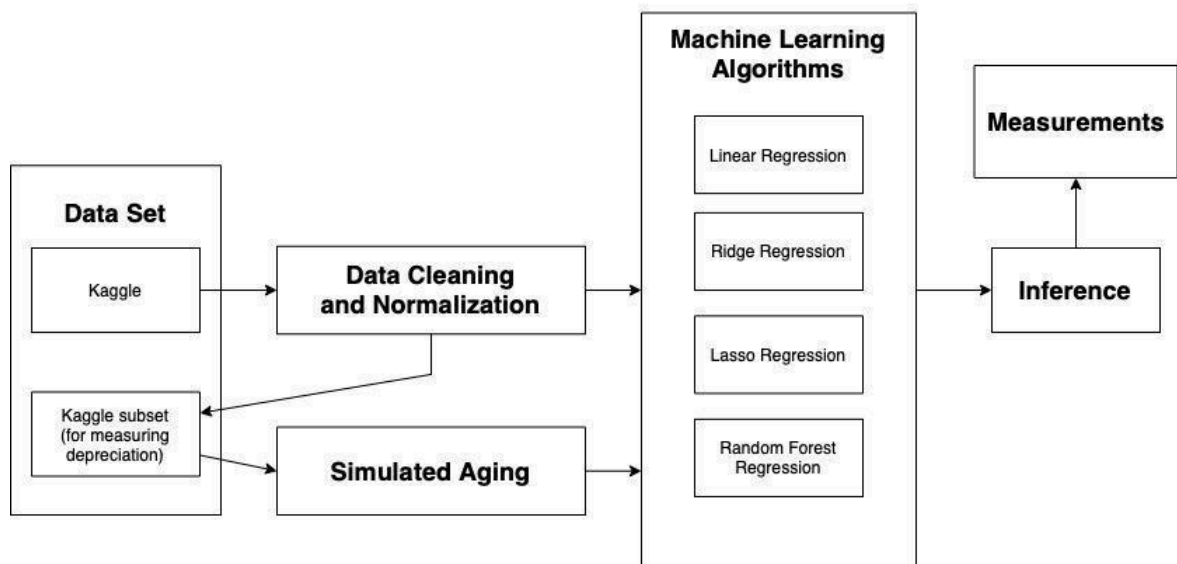 Data Set
Kaggle
Kaggle subset
(for measuring
depreciation)
Data Cleaning
and Normalization
Simulated Aging
Machine Learning
Algorithms
Linear Regression
Ridge Regression
Lasso Regression
Random Forest
Regression
Inference
Measurements